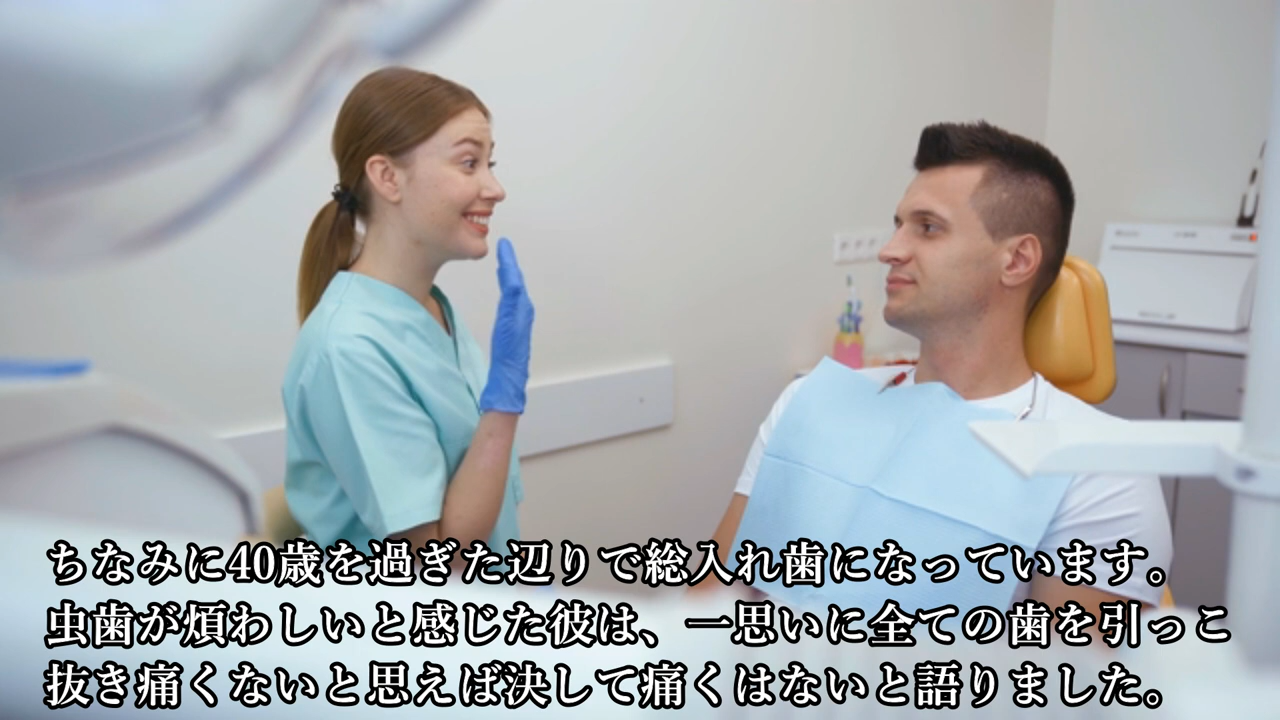 ちなみに40歳を過ぎた辺りで総入れ歯になっています。
虫歯が煩わしいと感じた彼は、一思いに全ての歯を引っこ
抜き痛くないと思えば決して痛くはないと語りました。